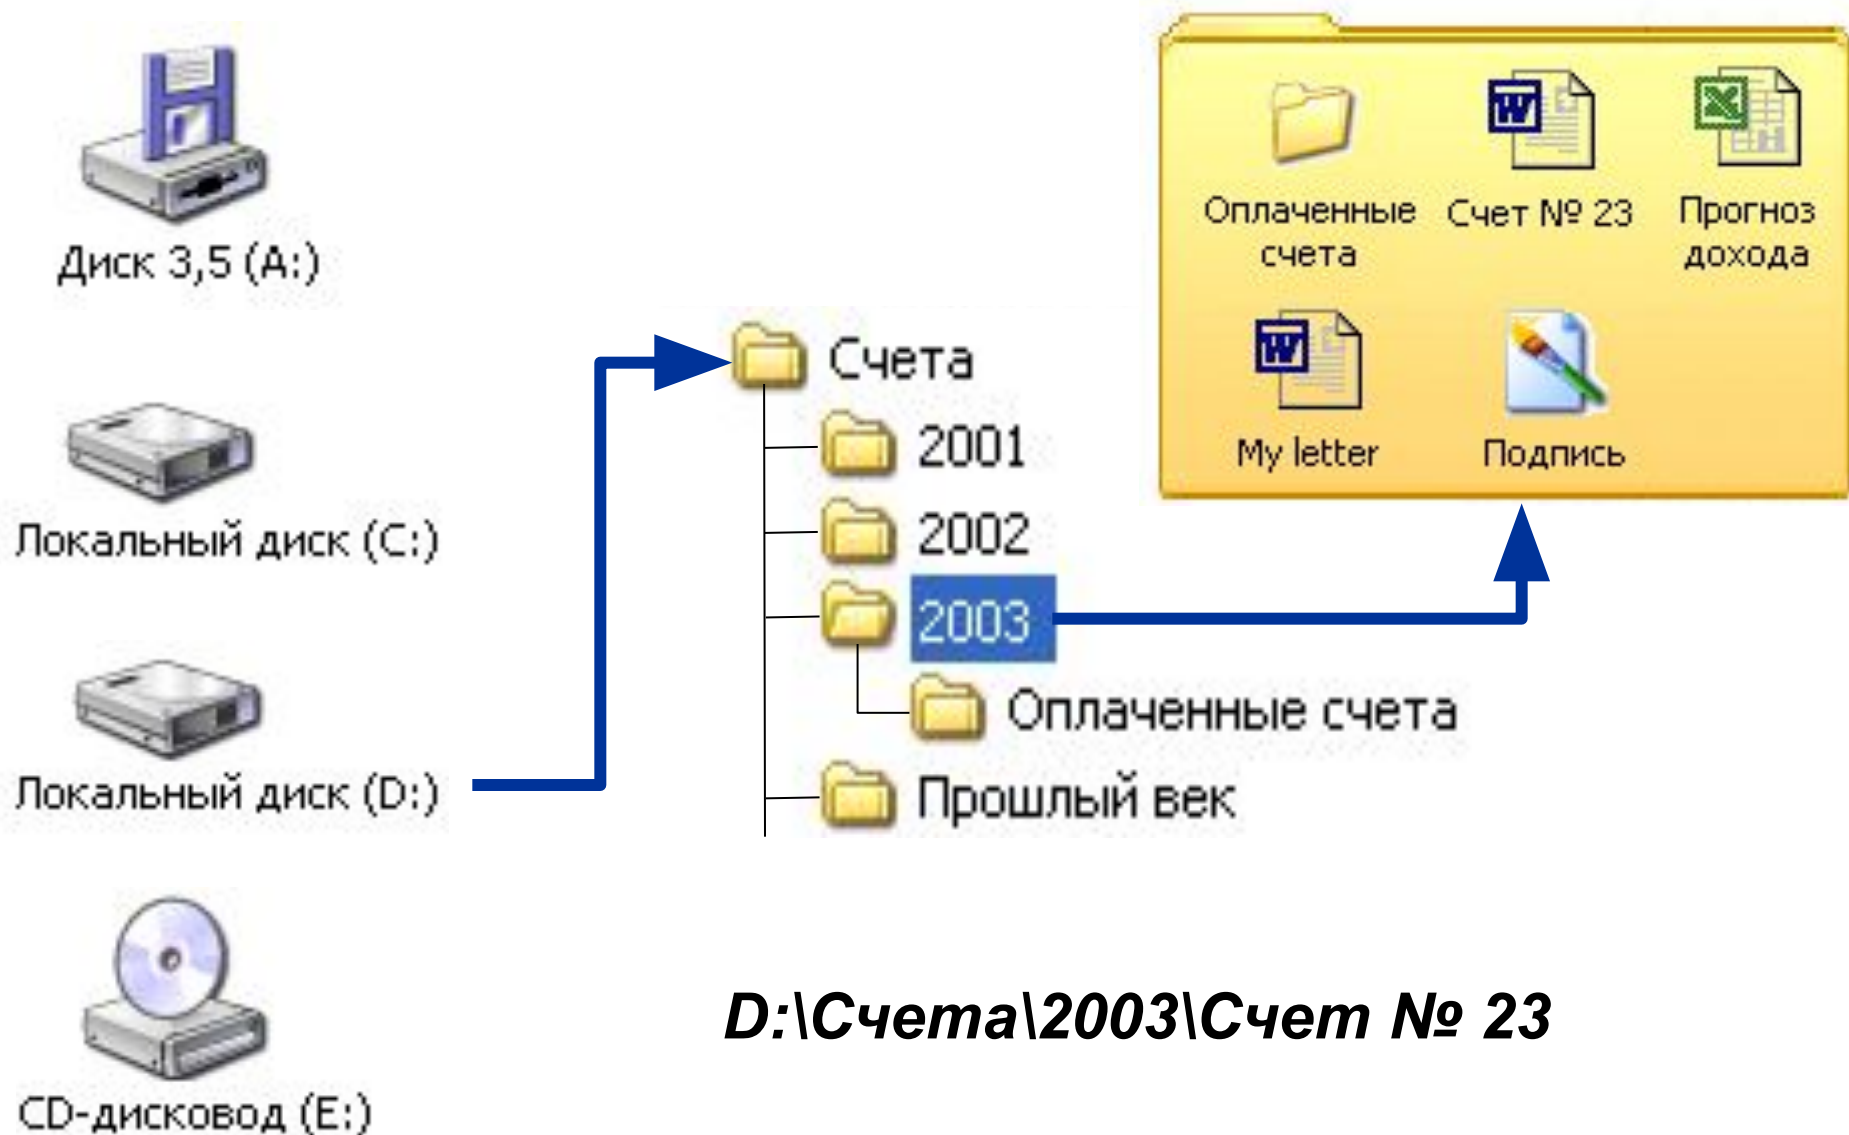 Диск 3,5 (A:)
Локальный диск (C:)
Локальный диск (D:)
CD-дисковод (E:)
Счета
2001
2002
2003
Оплаченные счета
Прошлый век
Оплаченные
счета
Счет № 23
Прогноз
дохода
My letter
Подпись
D:\Счета\2003\Счет № 23